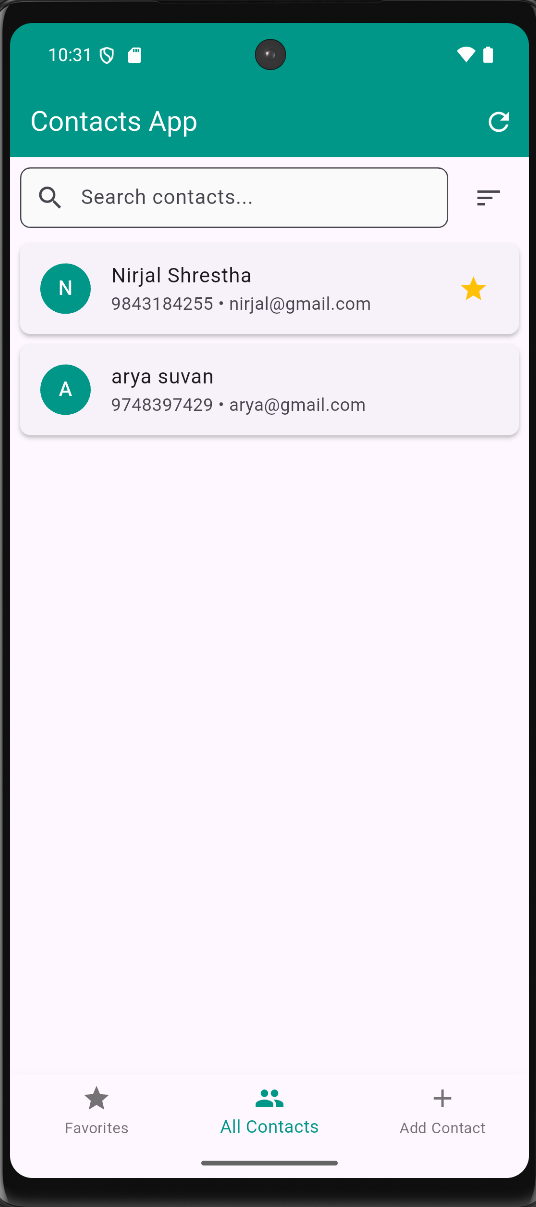 10:31
Contacts App
Search contacts...
N
Nirjal Shrestha
9843184255 • nirjal@gmail.com
A
arya suvan
9748397429 • arya@gmail.com
Favorites
All Contacts
Add Contact